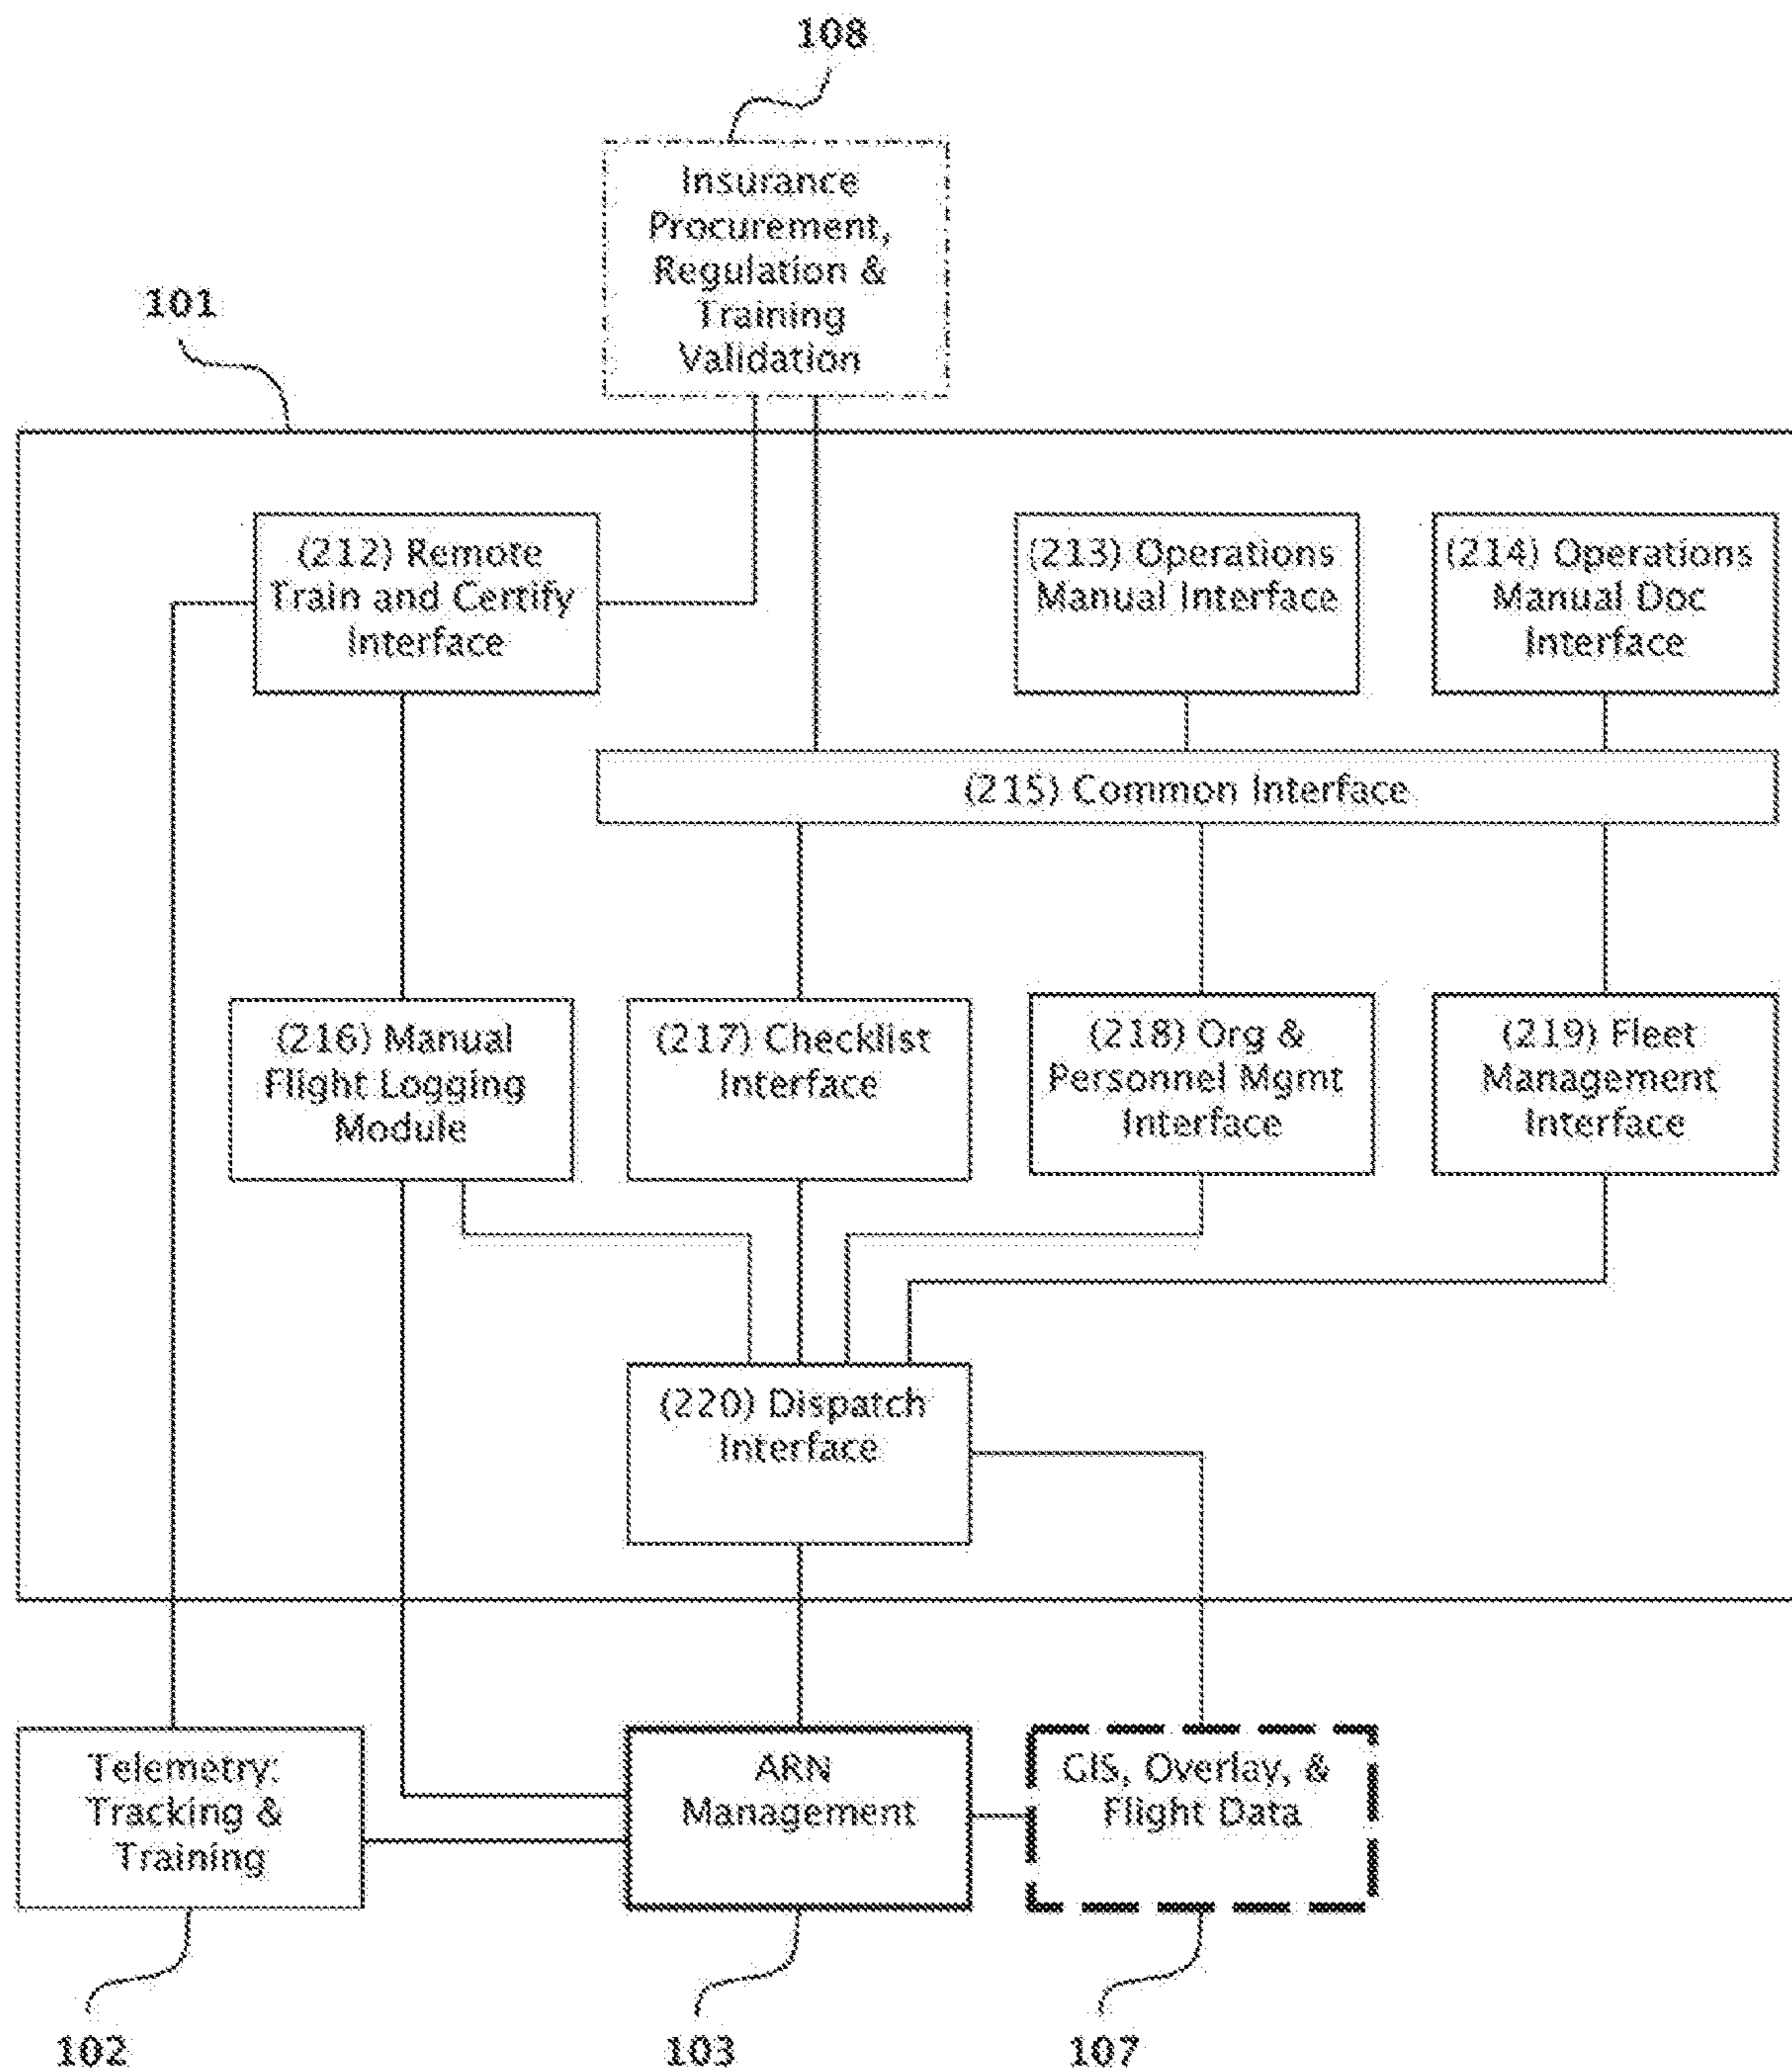 108
Insurance
Procurement,
Regulation &
Training
Validation
101
(212) Remote
Train and Certify
Interface
(213) Operations
Manual Interface
(214) Operations
Manual Doc
Interface
(215) Common Interface
(216) Manual
Flight Logging
Module
(217) Checklist
Interface
(218) Org &
Personnel Mgmt
Interface
(219) Fleet
Management
Interface
(220) Dispatch
Interface
Telemetry:
Tracking &
Training
ARN
Management
GIS, Overlay, &
Flight Data
102
103
107